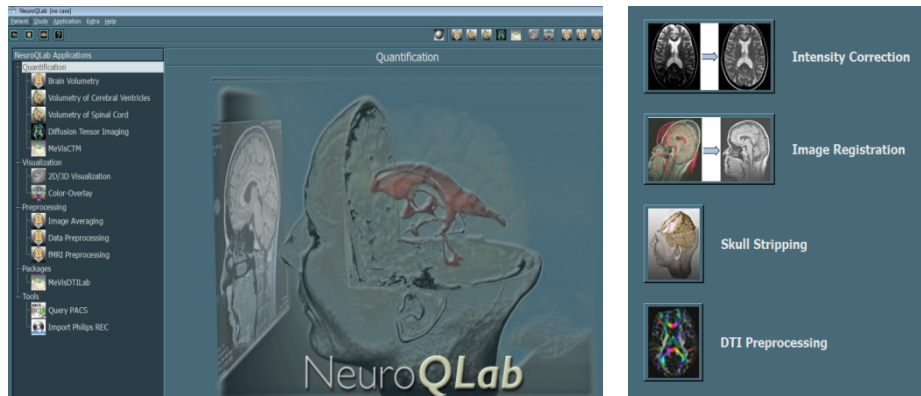 NeuroQLab [no case]
Patient Study Application Extra Help
NeuroQLab Applications
Quantification
Quantification
Brain Volumetry
Volumetry of Cerebral Ventricles
Volumetry of Spinal Cord
Diffusion Tensor Imaging
MeVisCTM
Visualization
2D/3D Visualization
Color-Overlay
Preprocessing
Image Averaging
Data Preprocessing
fMRI Preprocessing
Packages
MeVisDTILab
Tools
PACS
Query PACS
Import Philips REC
NeuroQLab
Intensity Correction
Image Registration
Skull Stripping
DTI Preprocessing